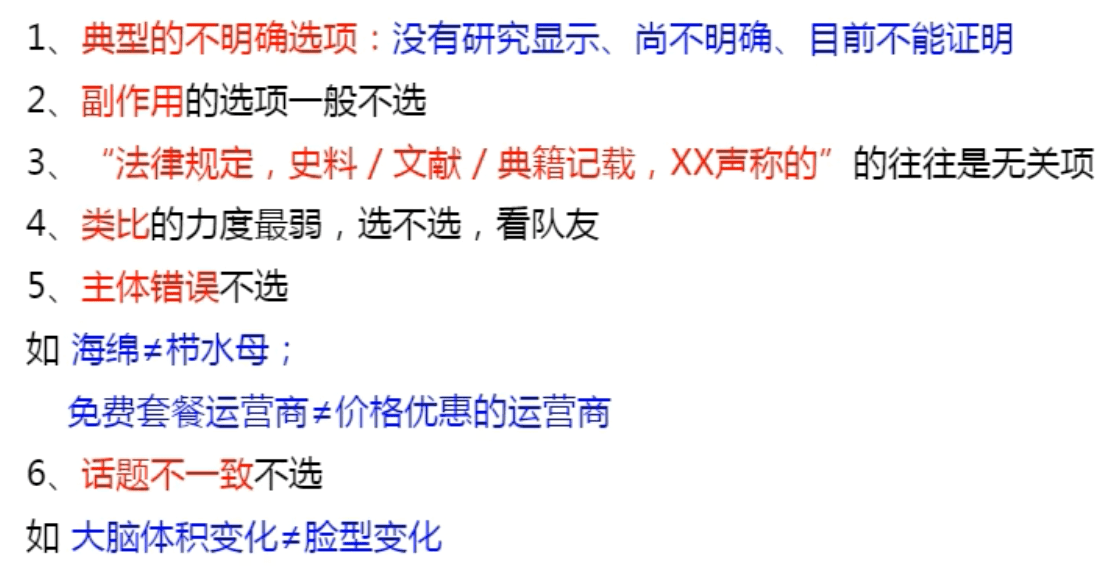 1、典型的不明确选项：没有研究显示、尚不明确、目前不能证明
2、副作用的选项一般不选
3、“法律规定，史料/文献/典籍记载，XX声称的”的往往是无关项
4、类比的力度最弱，选不选，看队友
5、主体错误不选
如 海绵≠栉水母；
免费套餐运营商≠价格优惠的运营商
6、话题不一致不选
如 大脑体积变化≠脸型变化